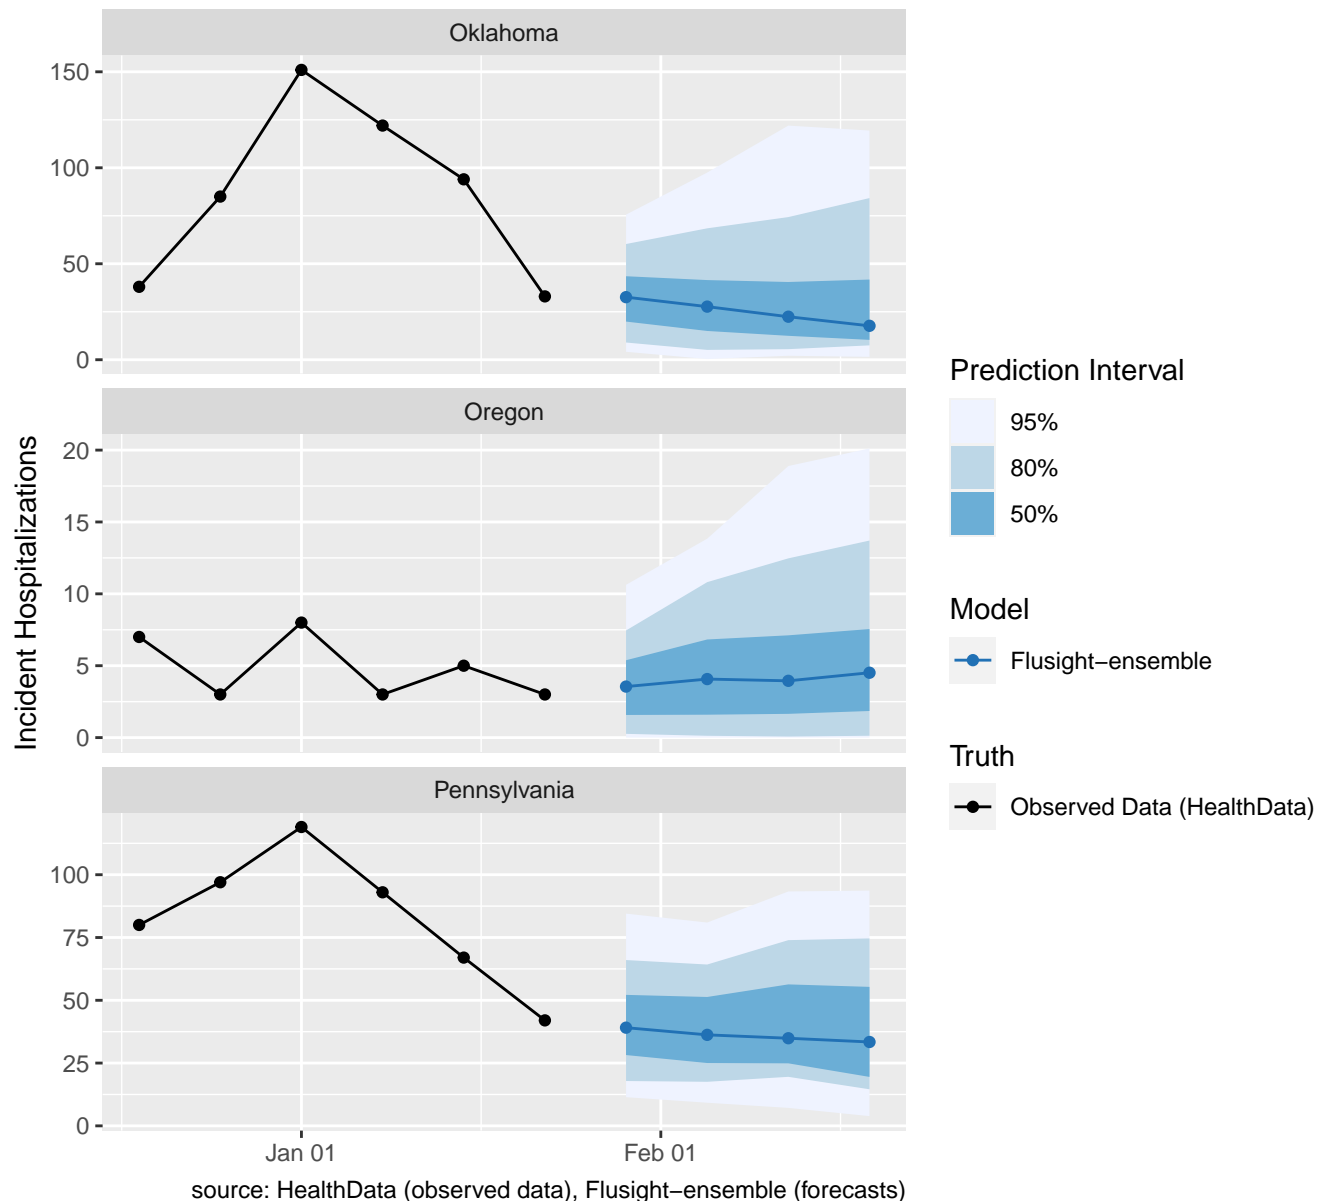 Oklahoma
150
100
50
0
Oregon
20
15
10
5
0
Pennsylvania
100
75
50
25
0
Incident Hospitalizations
Jan 01
Feb 01
source: HealthData (observed data), Flusight−ensemble (forecasts)
Prediction Interval
95%
80%
50%
Model
Flusight−ensemble
Truth
Observed Data (HealthData)